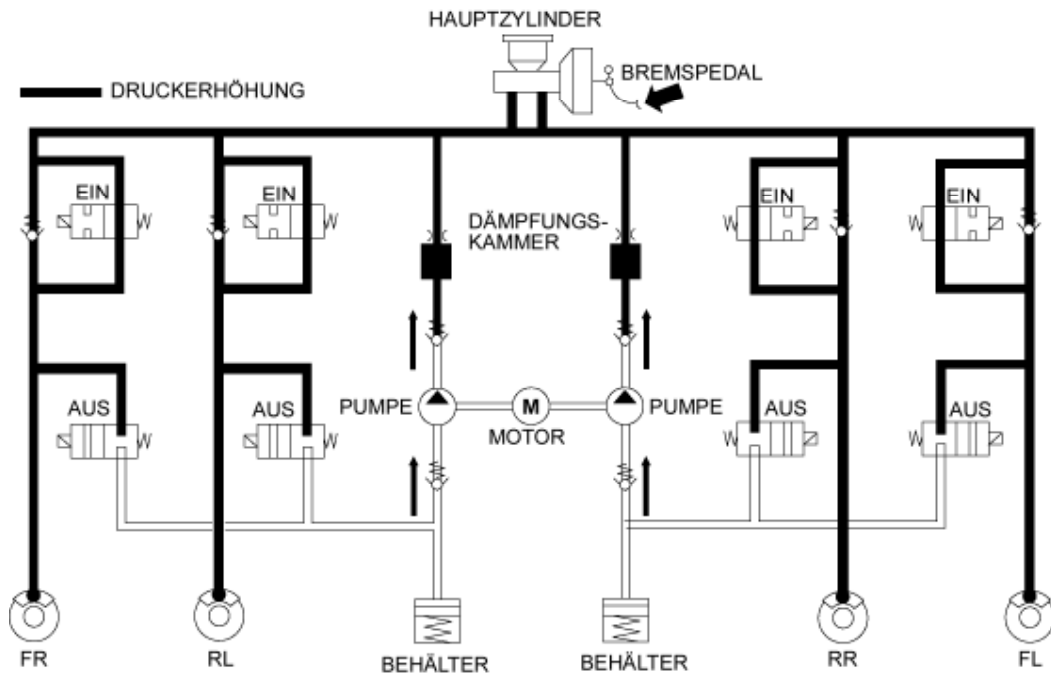 HAUPTZYLINDER
BREMSPEDAL
DRUCKERHÖHUNG
EIN
EIN
EIN
EIN
DÄMPFUNGS-
KAMMER
AUS
AUS
PUMPE
M
PUMPE
AUS
AUS
MOTOR
FR
RL
BEHÄLTER
BEHÄLTER
RR
FL